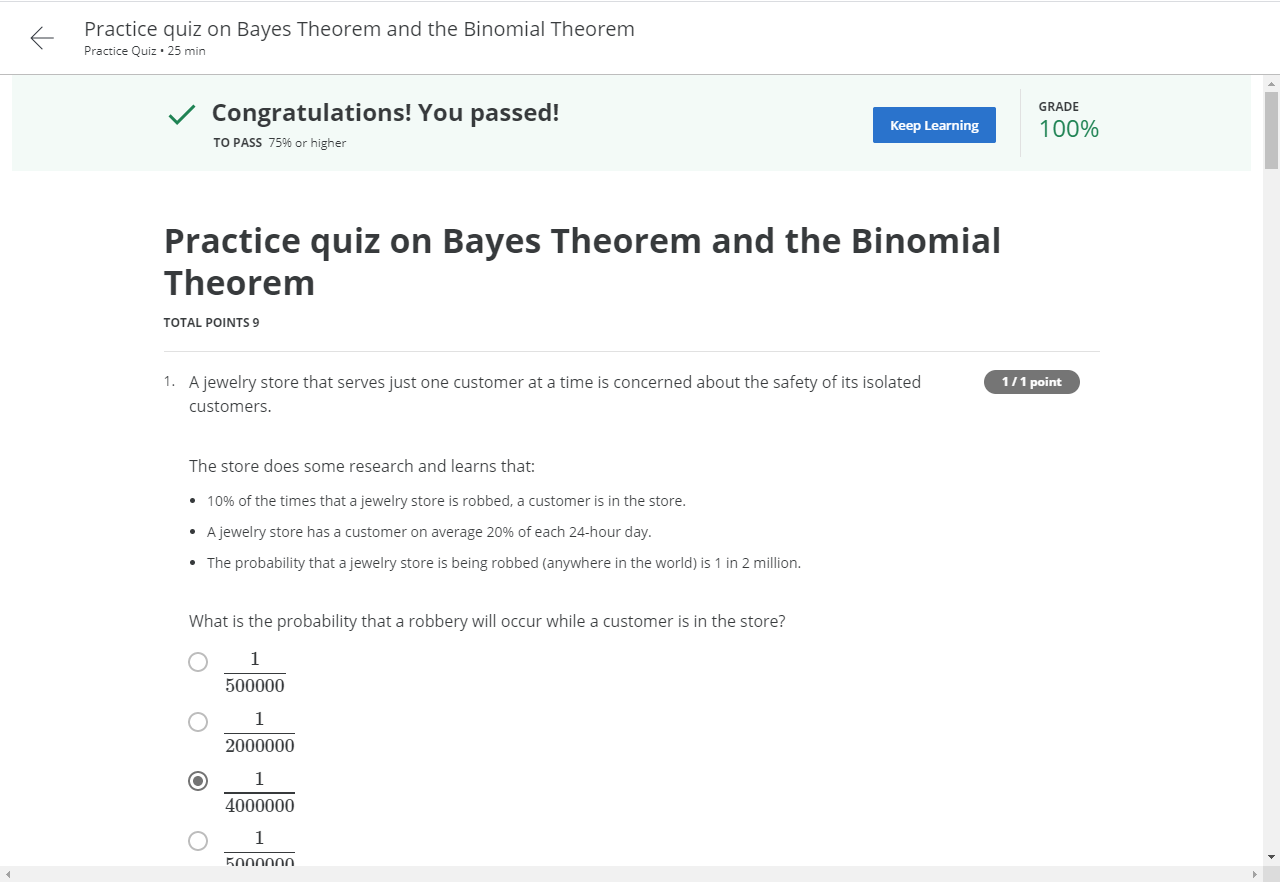 Practice quiz on Bayes Theorem and the Binomial Theorem
Practice Quiz • 25 min
Congratulations! You passed!
TO PASS 75% or higher
Keep Learning
GRADE
100%
Practice quiz on Bayes Theorem and the Binomial
Theorem
TOTAL POINTS 9
1. A jewelry store that serves just one customer at a time is concerned about the safety of its isolated
customers.
1 / 1 point
The store does some research and learns that:
• 10% of the times that a jewelry store is robbed, a customer is in the store.
• A jewelry store has a customer on average 20% of each 24-hour day.
• The probability that a jewelry store is being robbed (anywhere in the world) is 1 in 2 million.
What is the probability that a robbery will occur while a customer is in the store?
1
500000
1
2000000
1
4000000
1
5000000